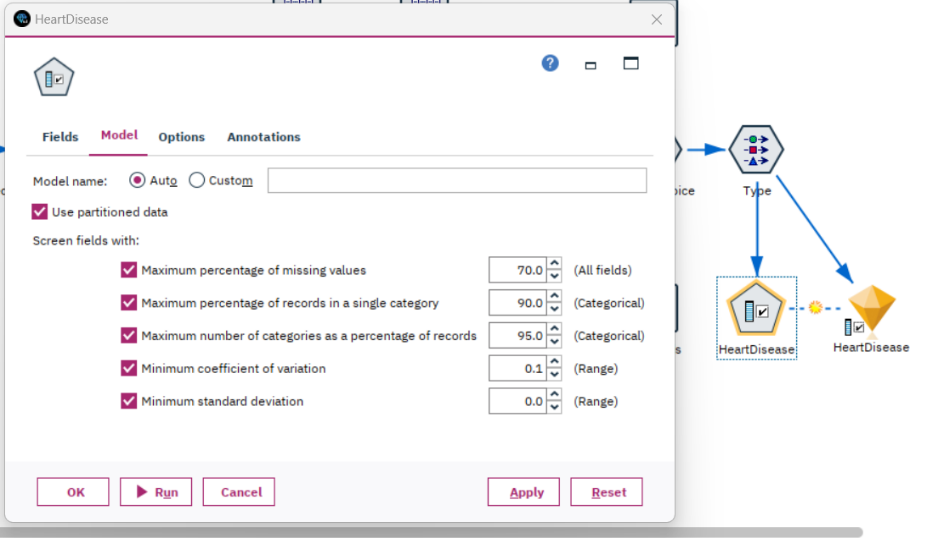 HeartDisease
Fields Model Options Annotations
Model name: Auto Custom
Use partitioned data
Screen fields with:
Maximum percentage of missing values 70.0 (All fields)
Maximum percentage of records in a single category 90.0 (Categorical)
Maximum number of categories as a percentage of records 95.0 (Categorical)
Minimum coefficient of variation 0.1 (Range)
Minimum standard deviation 0.0 (Range)
OK Run Cancel Apply Reset
Type
HeartDisease
HeartDisease